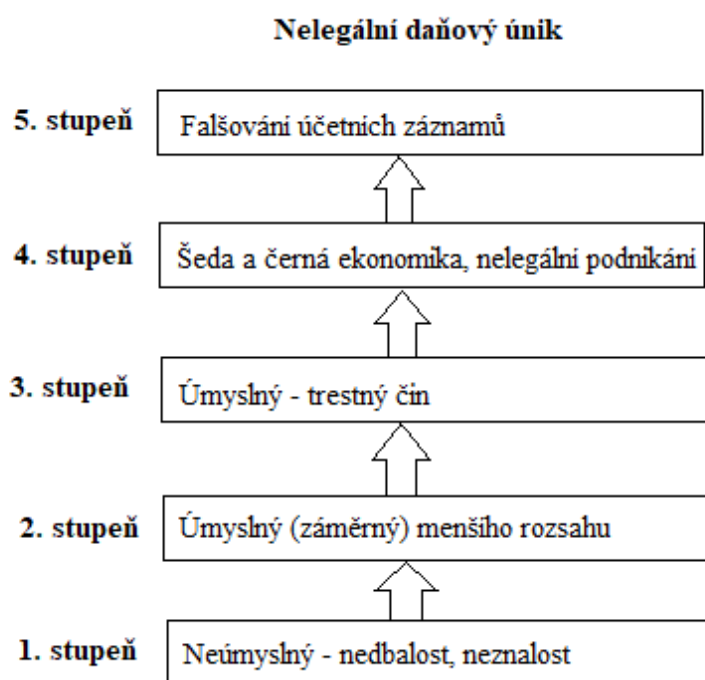 Nelegální daňový únik
5. stupeň
Falšování účetních záznamů
4. stupeň
Šeda a černá ekonomika, nelegální podnikání
3. stupeň
Úmyslný - trestný čin
2. stupeň
Úmyslný (záměrný) menšího rozsahu
1. stupeň
Neúmyslný - nedbalost, neznalost